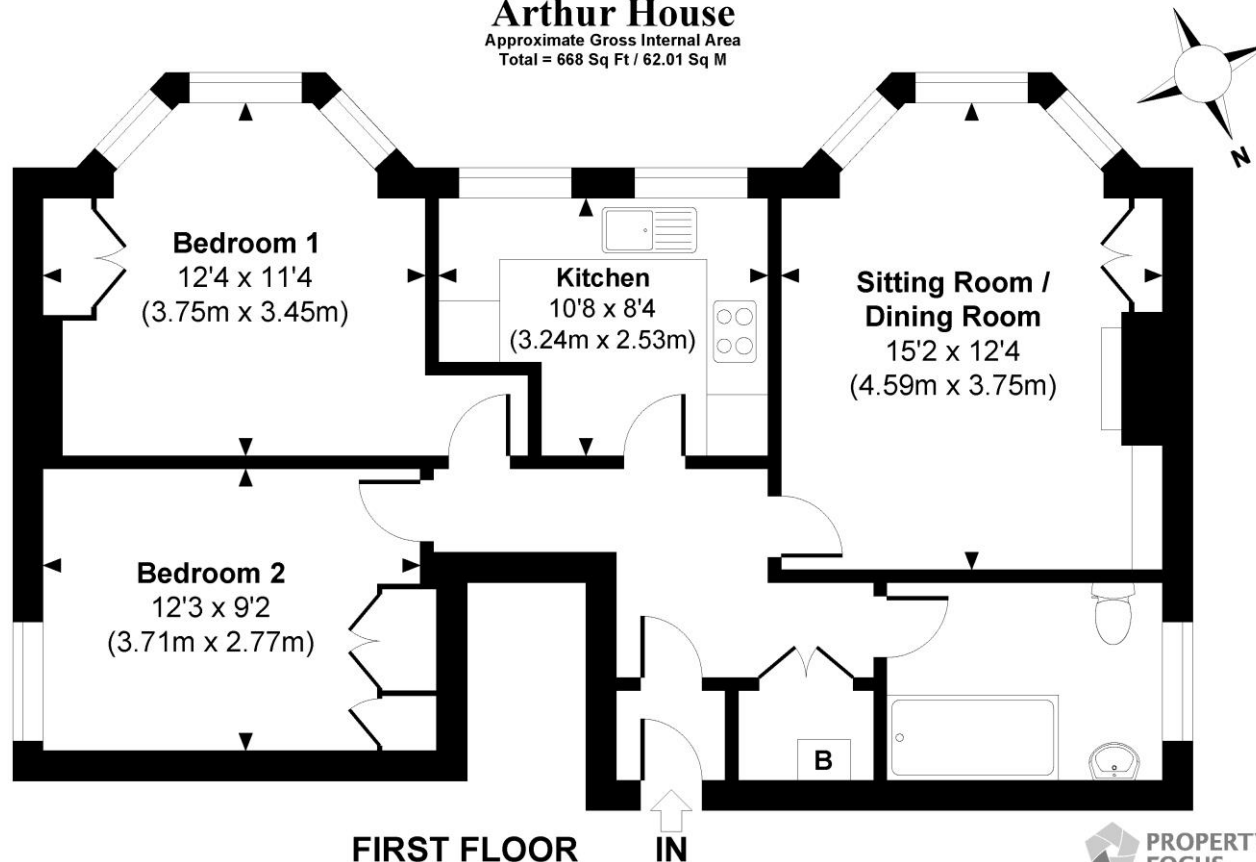 Arthur House
Approximate Gross Internal Area
Total = 668 Sq Ft / 62.01 Sq M
N
Bedroom 1
12'4 x 11'4
(3.75m x 3.45m)
Kitchen
10'8 x 8'4
(3.24m x 2.53m)
Sitting Room /
Dining Room
15'2 x 12'4
(4.59m x 3.75m)
Bedroom 2
12'3 x 9'2
(3.71m x 2.77m)
B
FIRST FLOOR
IN
PROPERTY
FOCUS